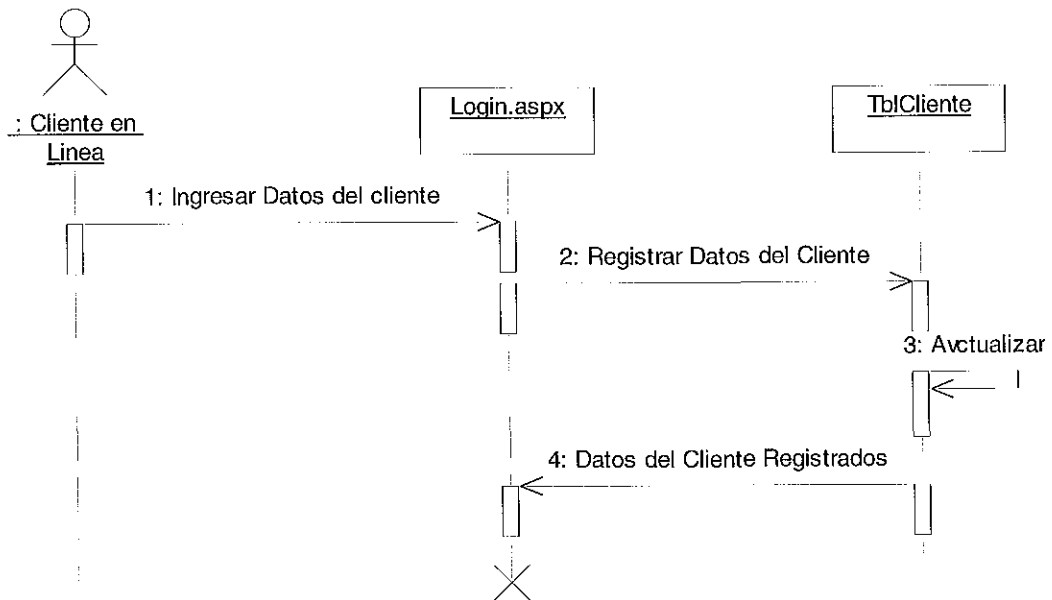 : Cliente en
Linea
Login.aspx
TblCliente
1: Ingresar Datos del cliente
2: Registrar Datos del Cliente
3: Avctualizar
4: Datos del Cliente Registrados